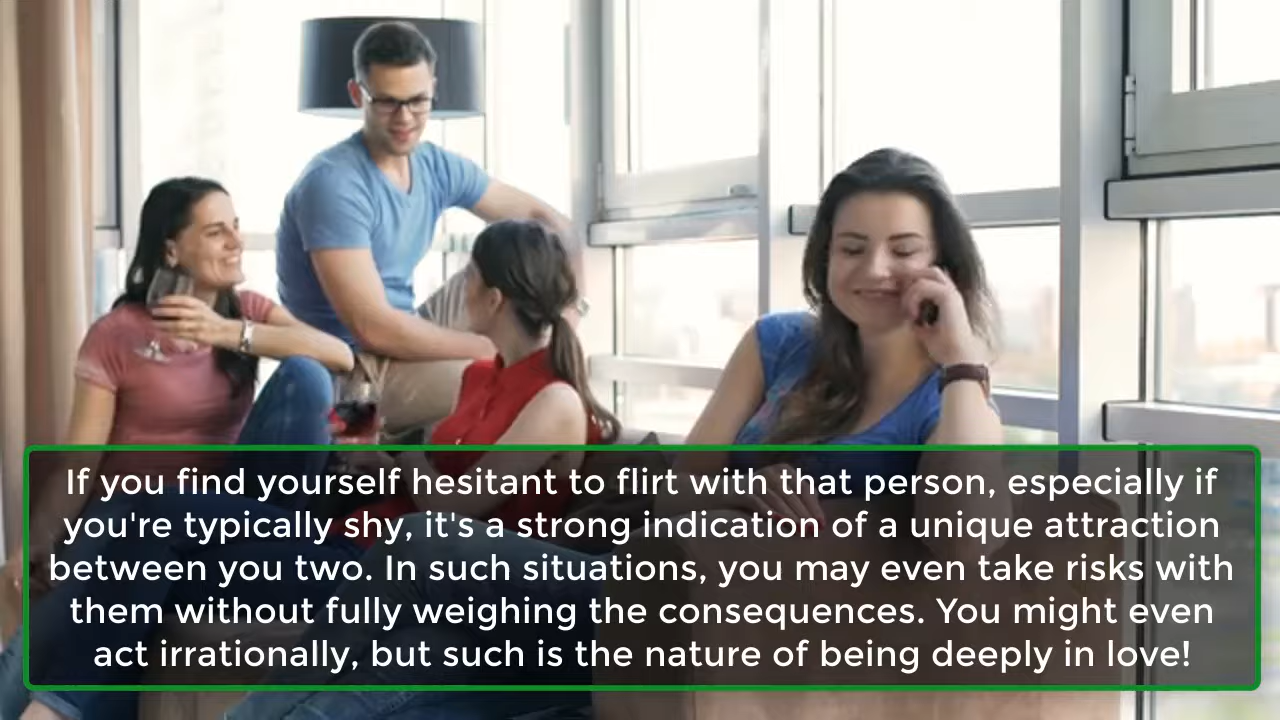 If you find yourself hesitant to flirt with that person, especially if
you're typically shy, it's a strong indication of a unique attraction
between you two. In such situations, you may even take risks with
them without fully weighing the consequences. You might even
act irrationally, but such is the nature of being deeply in love!